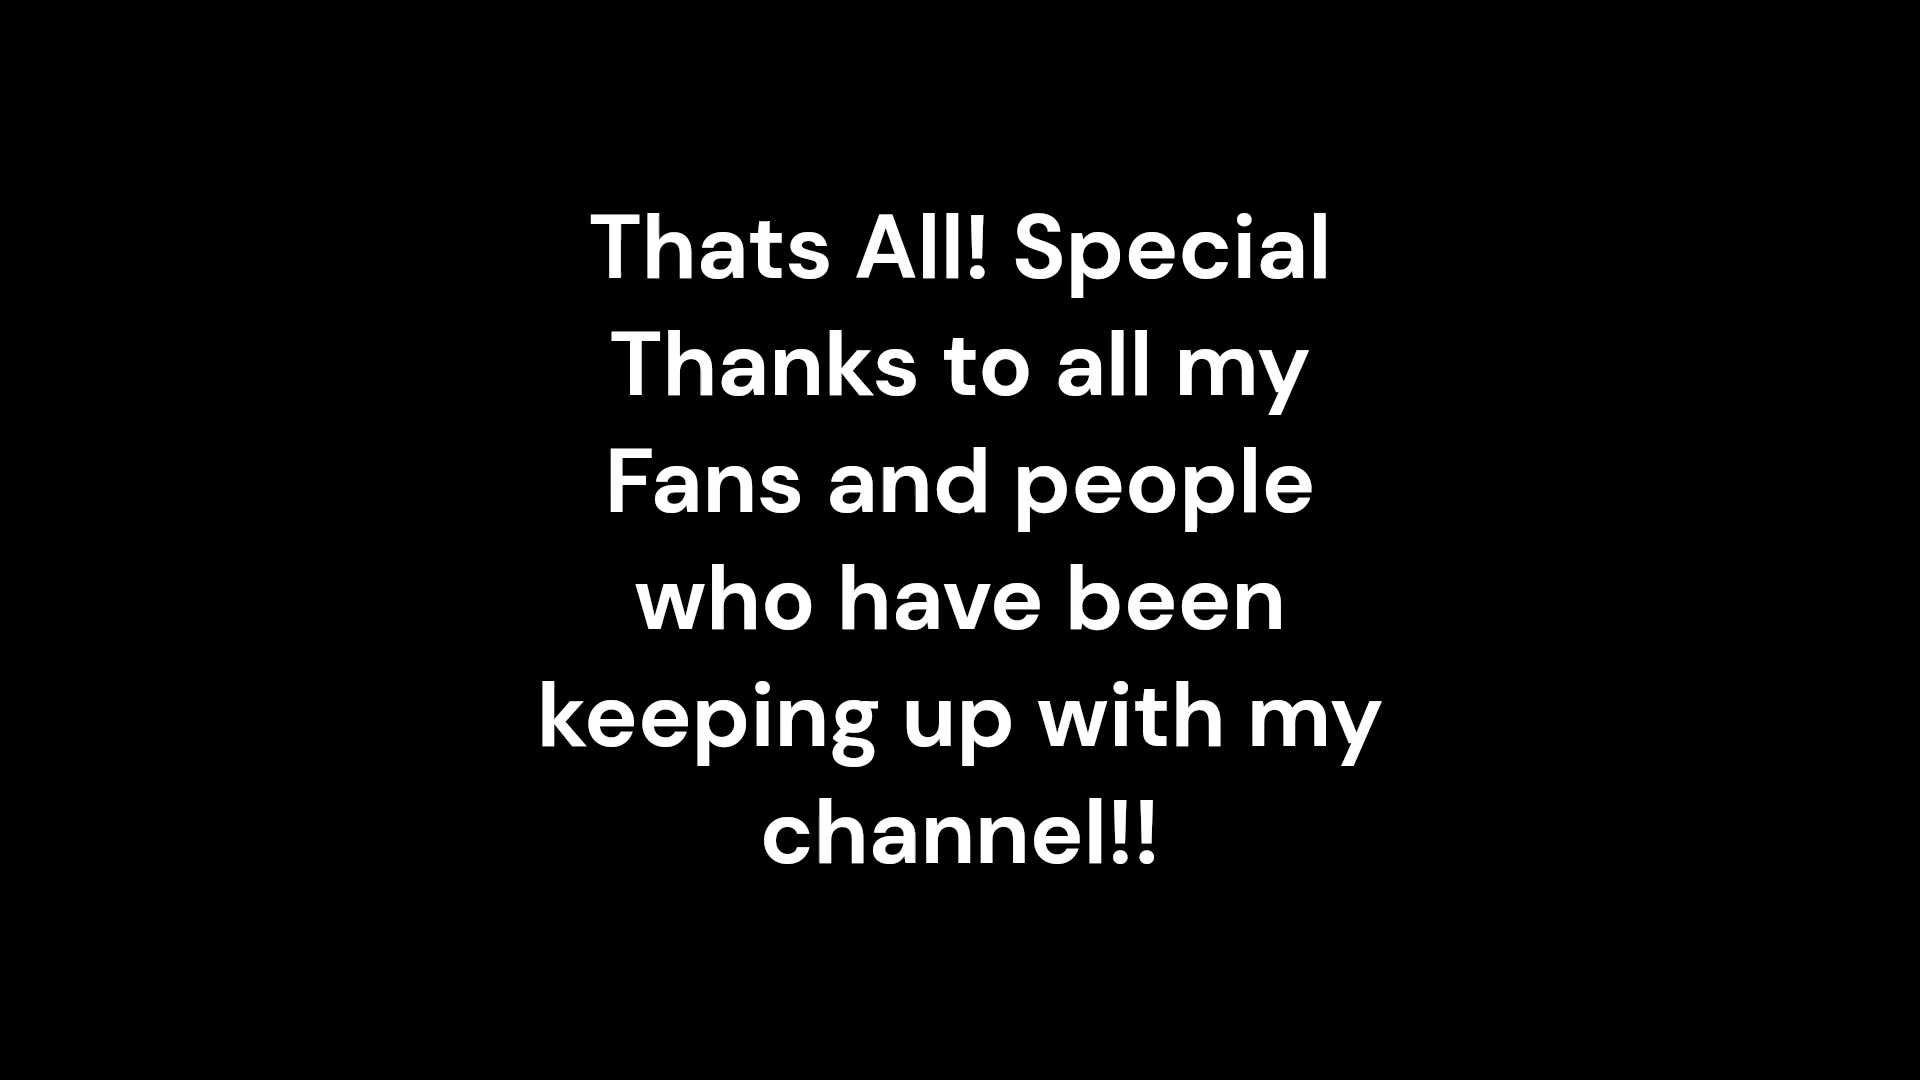 Thats All! Special
Thanks to all my
Fans and people
who have been
keeping up with my
channel!!